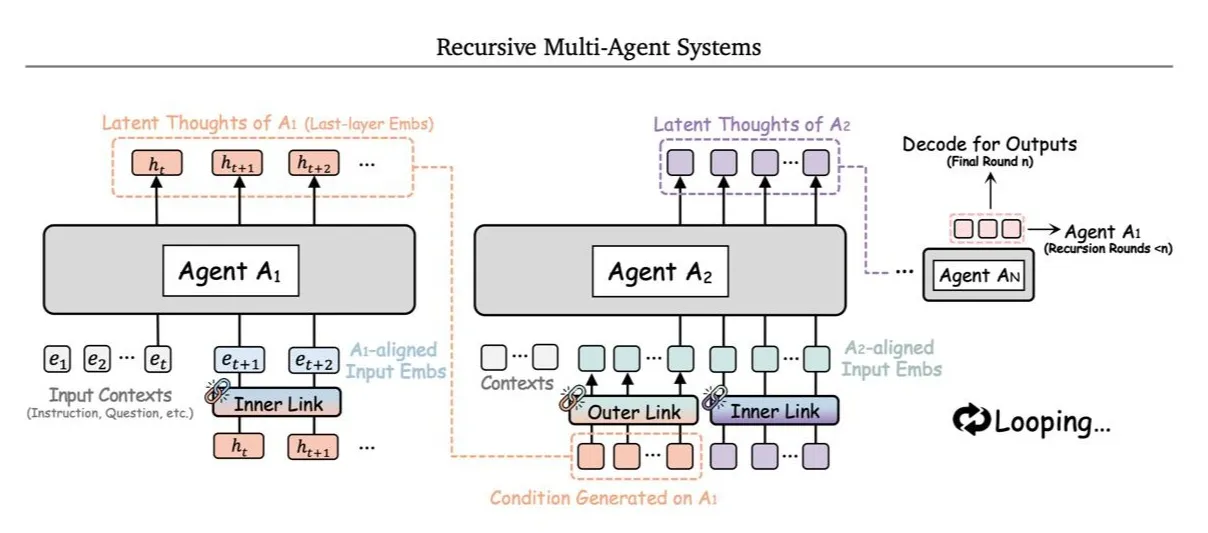 Recursive Multi-Agent Systems
Latent Thoughts of A1 (Last-layer Embs)
ht
ht+1
ht+2
...
Agent A1
e1
e2
...
et
et+1
et+2
A1-aligned
Input Embs
Input Contexts
(Instruction, Question, etc.)
Inner Link
ht
ht+1
...
Latent Thoughts of A2
...
Agent A2
...
Contexts
...
...
A2-aligned
Input Embs
Outer Link
Inner Link
...
...
Condition Generated on A1
Decode for Outputs
(Final Round n)
Agent A1
(Recursion Rounds <n)
...
Agent AN
Looping...